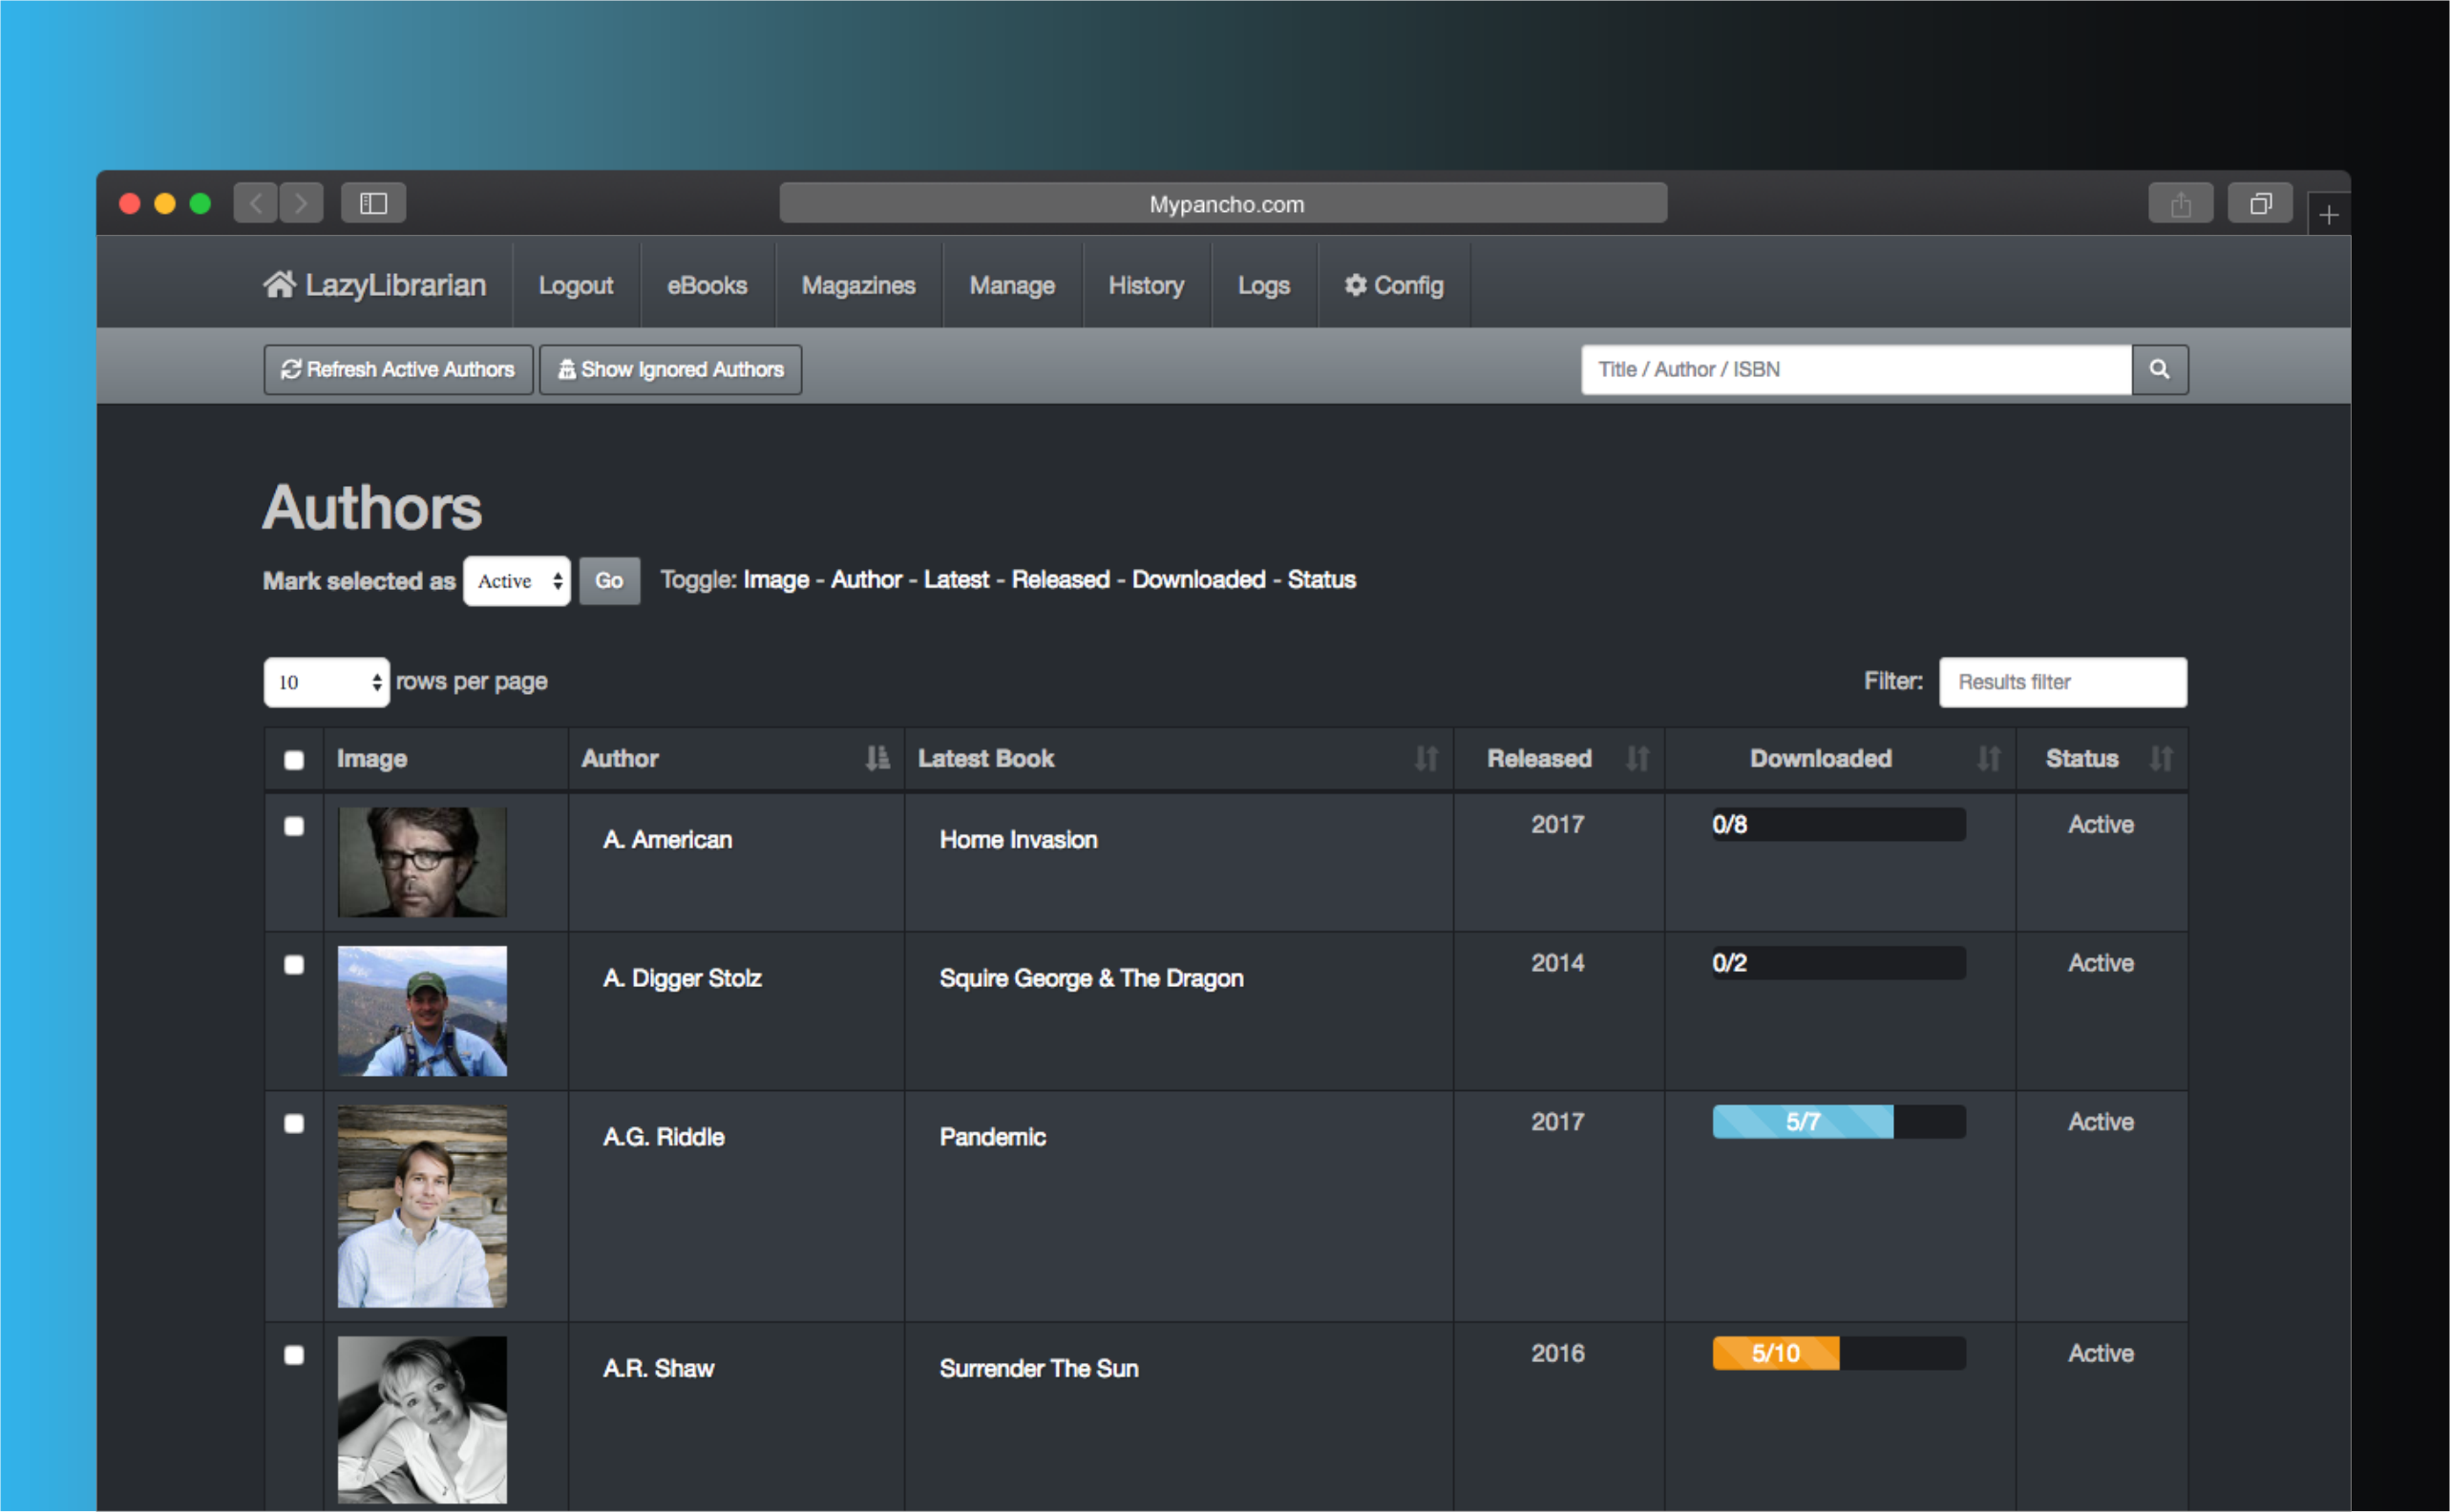 Mypancho.com
LazyLibrarian Logout eBooks Magazines Manage History Logs Config
Refresh Active Authors Show Ignored Authors Title / Author / ISBN
Authors
Mark selected as Active Go Toggle: Image - Author - Latest - Released - Downloaded - Status
10 rows per page Filter: Results filter
Image Author Latest Book Released Downloaded Status
A. American Home Invasion 2017 0/8 Active
A. Digger Stolz Squire George & The Dragon 2014 0/2 Active
A.G. Riddle Pandemic 2017 5/7 Active
A.R. Shaw Surrender The Sun 2016 5/10 Active